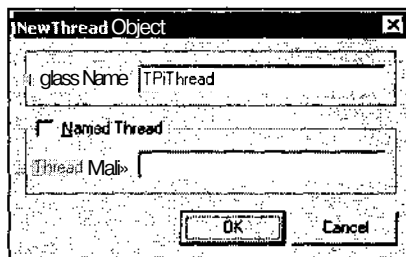 NewThread Object
glass Name TPiThread
Named Thread
Thread Mali»
OK Cancel